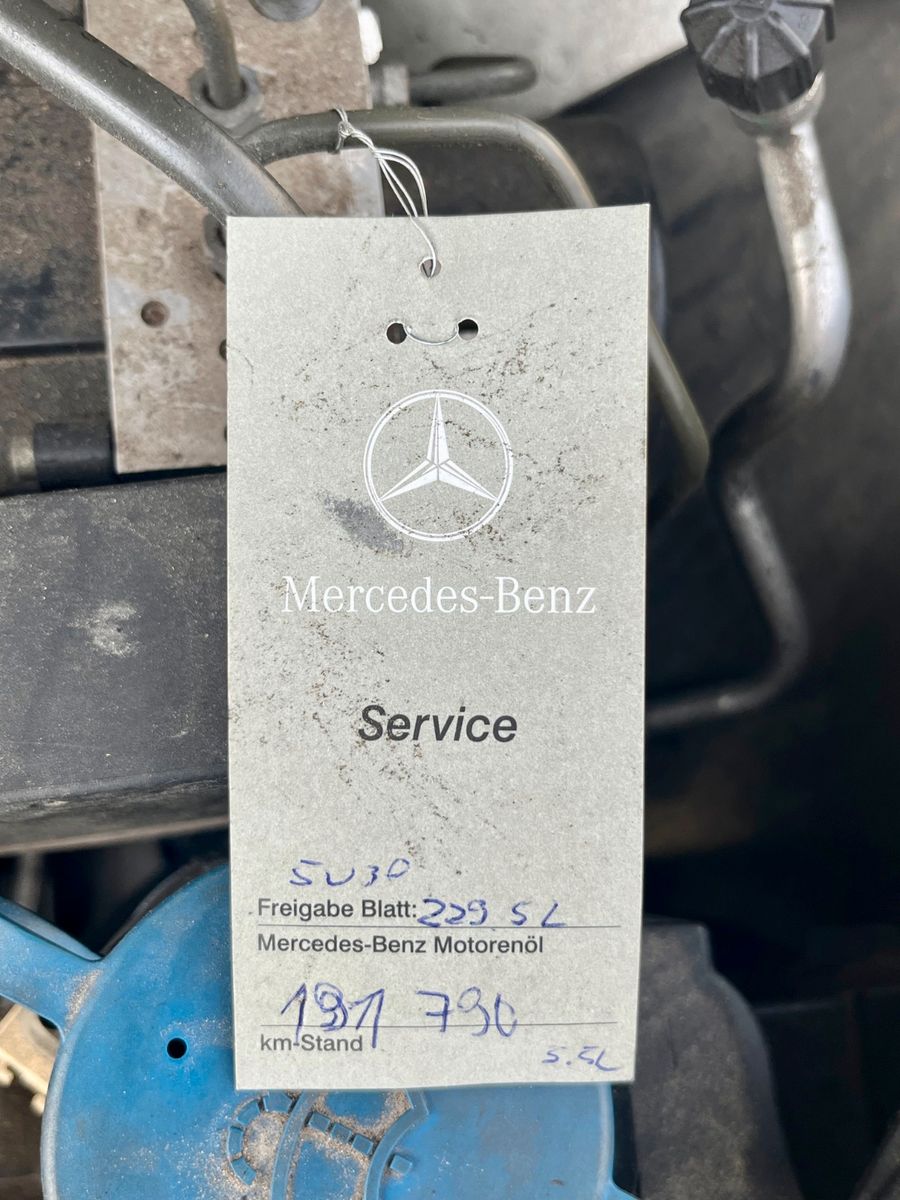 Mercedes-Benz
Service
5W30
Freigabe Blatt: 229.5L
Mercedes-Benz Motorenöl
191 790
km-Stand
5.5L